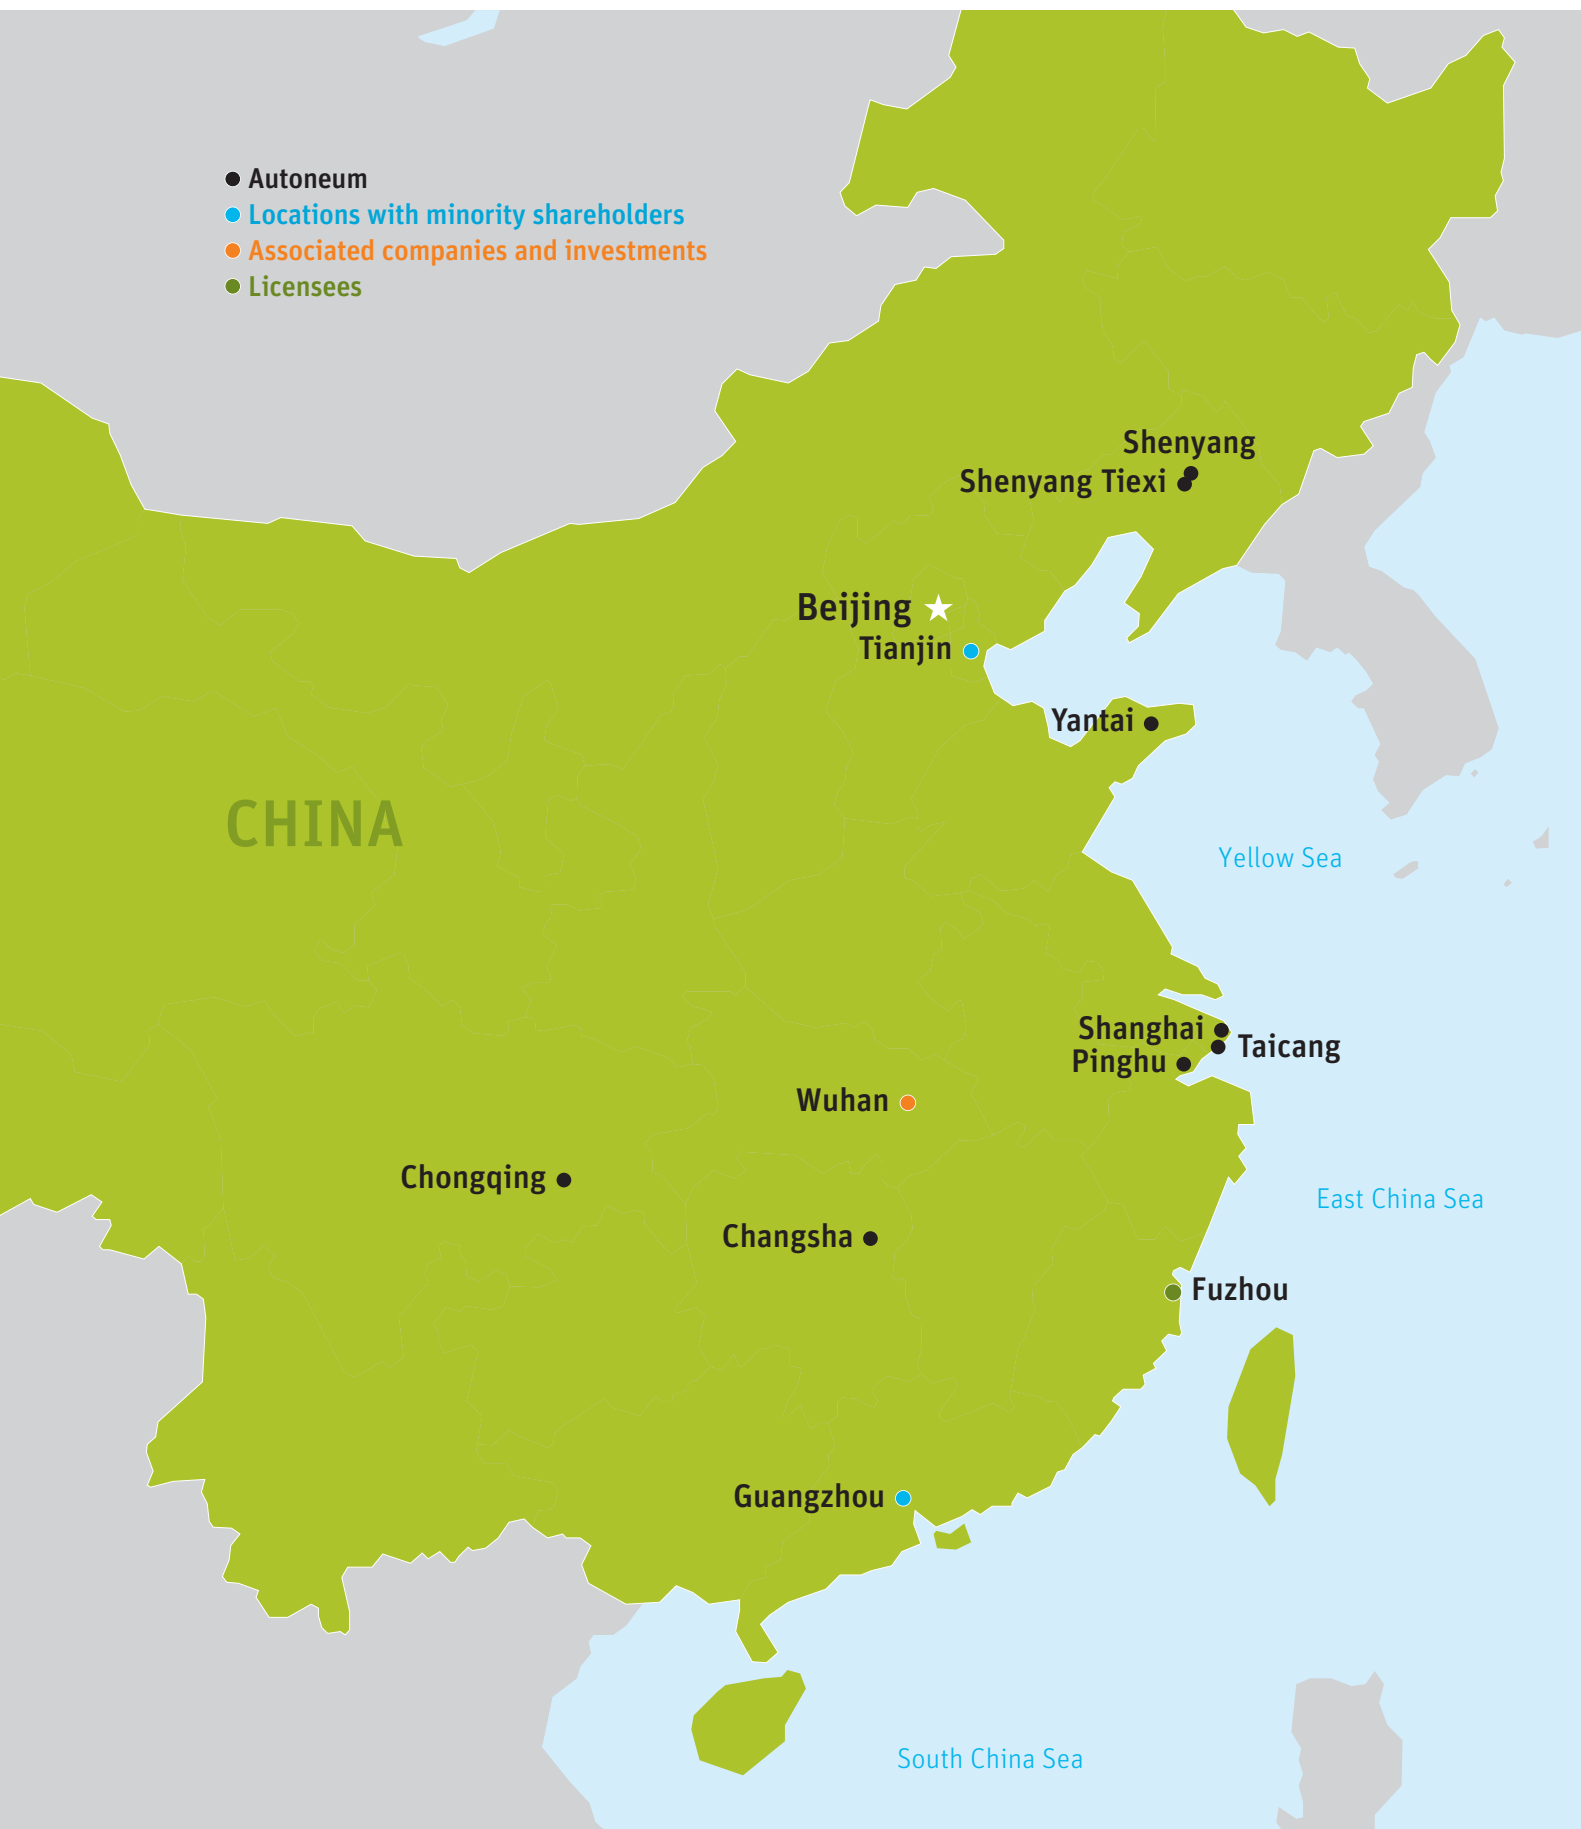 Autoneum
Locations with minority shareholders
Associated companies and investments
Licensees
Shenyang
Shenyang Tiexi
Beijing
Tianjin
Yantai
CHINA
Yellow Sea
Shanghai
Taicang
Pinghu
Wuhan
Chongqing
East China Sea
Changsha
Fuzhou
Guangzhou
South China Sea